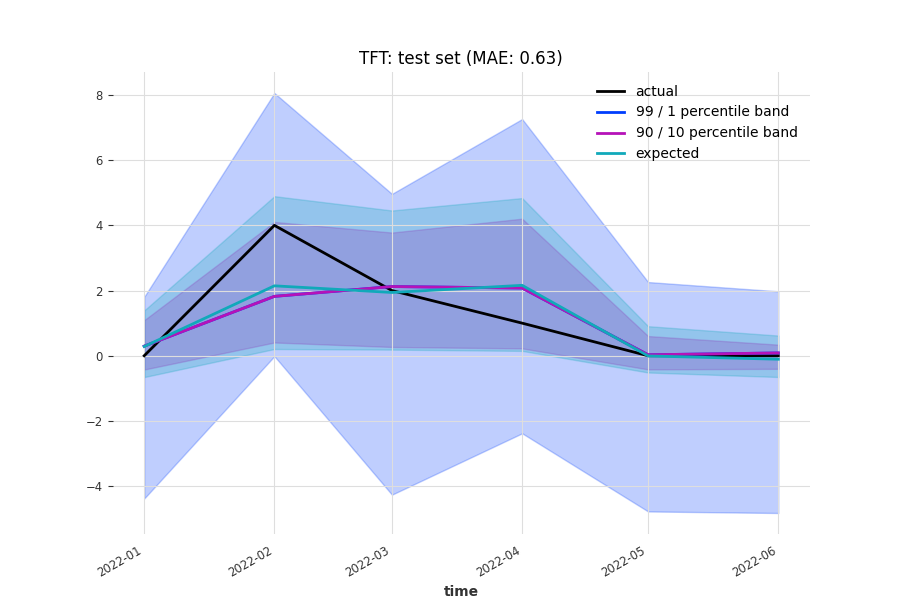 TFT: test set (MAE: 0.63)
actual
99 / 1 percentile band
90 / 10 percentile band
expected
8
6
4
2
0
−2
−4
2022-01
2022-02
2022-03
2022-04
2022-05
2022-06
time